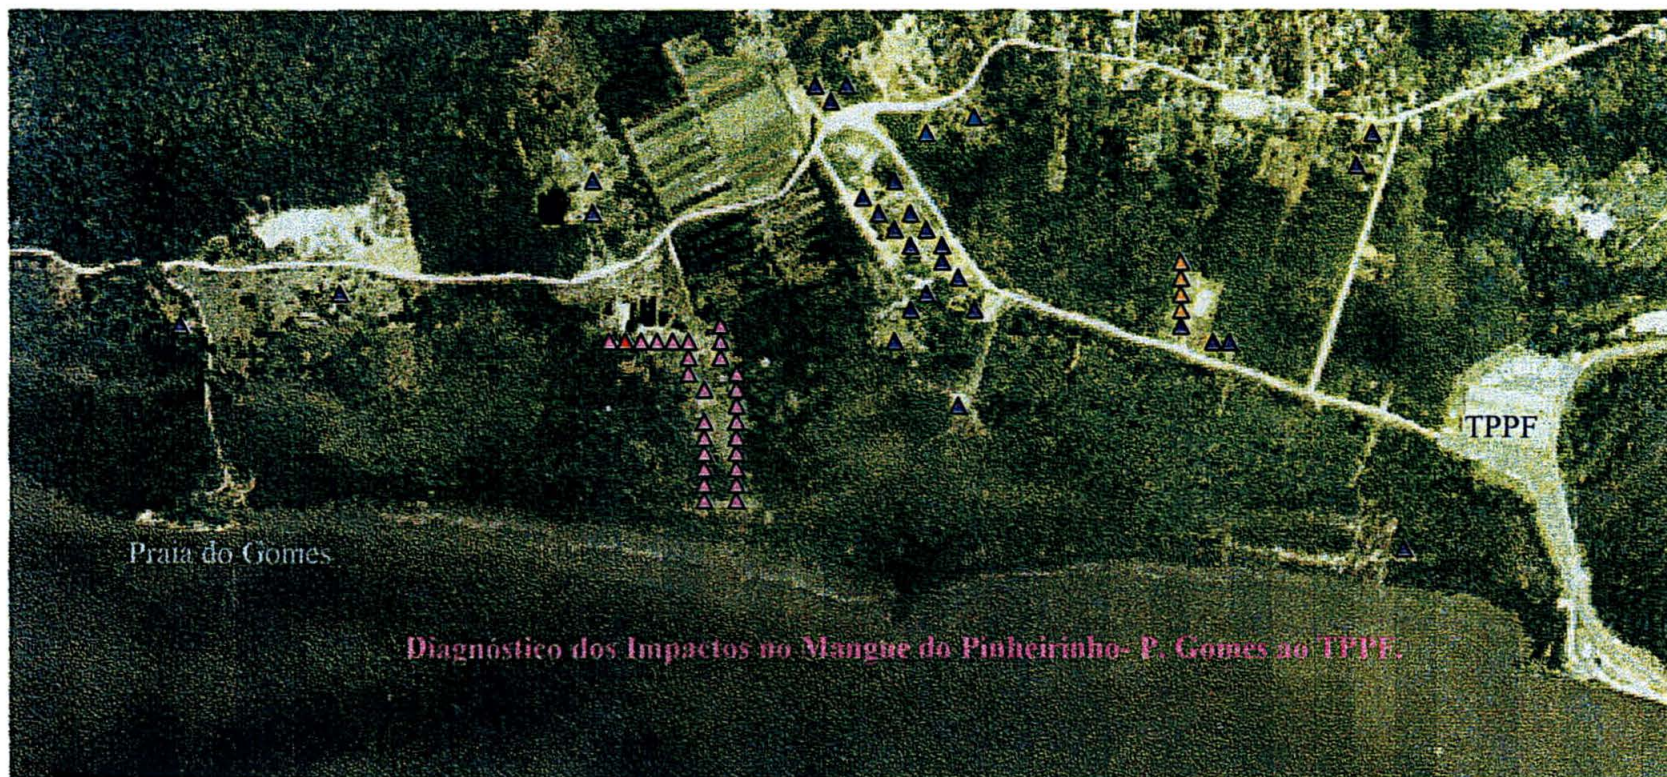 TPPF
Praia do Gomes
Diagnóstico dos Impactos no Mangue do Pinheirinho- P. Gomes ao TPPF.